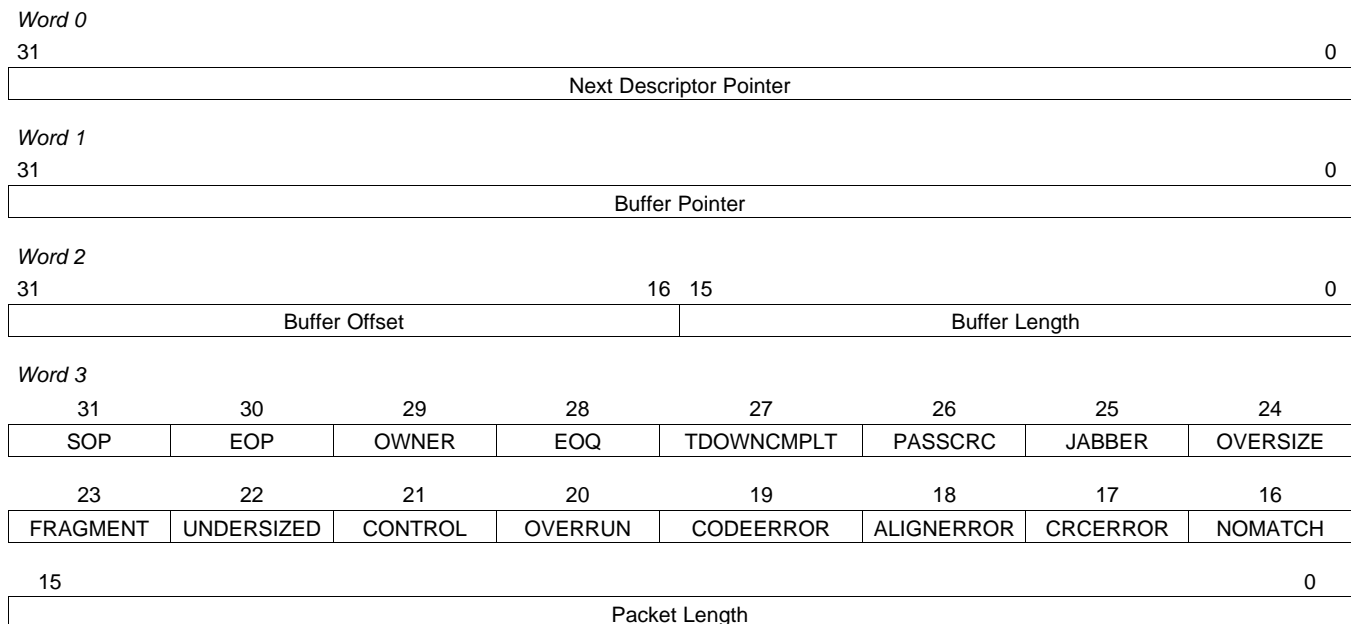 Word 0
31 0
Next Descriptor Pointer
Word 1
31 0
Buffer Pointer
Word 2
31 16 15 0
Buffer Offset Buffer Length
Word 3
31 30 29 28 27 26 25 24
SOP EOP OWNER EOQ TDOWNCMPLT PASSCRC JABBER OVERSIZE
23 22 21 20 19 18 17 16
FRAGMENT UNDERSIZED CONTROL OVERRUN CODEERROR ALIGNERROR CRCERROR NOMATCH
15 0
Packet Length